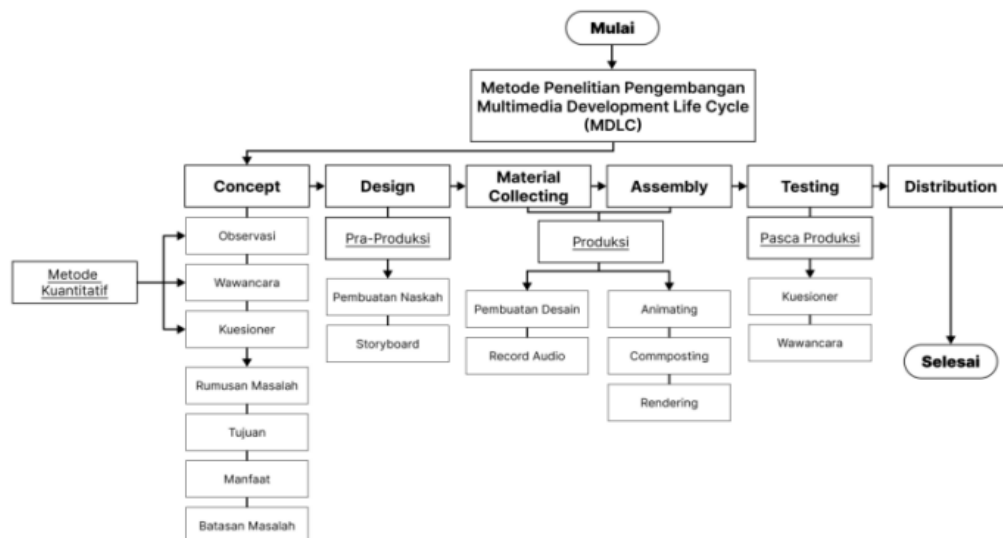 Mulai
Metode Penelitian Pengembangan
Multimedia Development Life Cycle
(MDLC)
Concept
Design
Material
Collecting
Assembly
Testing
Distribution
Observasi
Pra-Produksi
Produksi
Pasca Produksi
Metode
Kuantitatif
Wawancara
Kuesioner
Pembuatan Naskah
Storyboard
Pembuatan Desain
Record Audio
Animating
Commposting
Rendering
Kuesioner
Wawancara
Selesai
Rumusan Masalah
Tujuan
Manfaat
Batasan Masalah